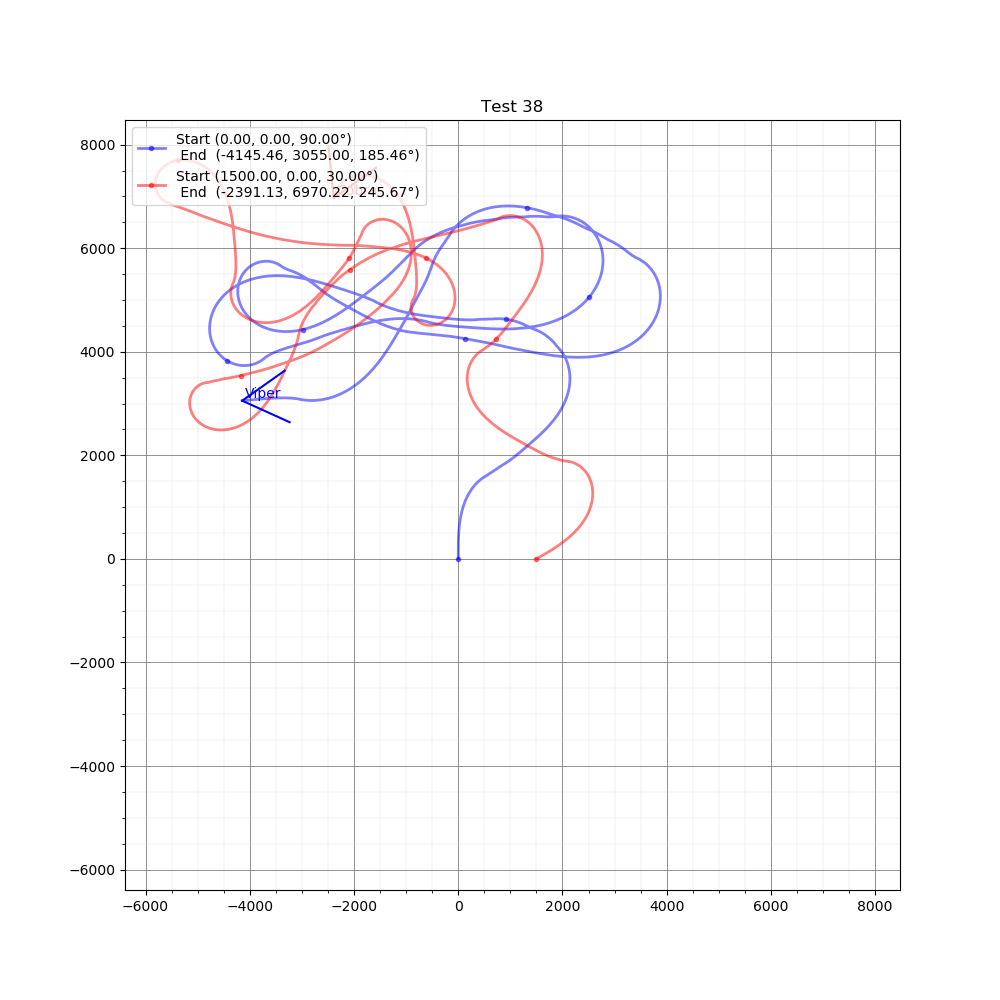 Test 38
Start (0.00, 0.00, 90.00°)
End (-4145.46, 3055.00, 185.46°)
Start (1500.00, 0.00, 30.00°)
End (-2391.13, 6970.22, 245.67°)
8000
6000
4000
2000
0
−2000
−4000
−6000
Viper
−6000 −4000 −2000 0 2000 4000 6000 8000